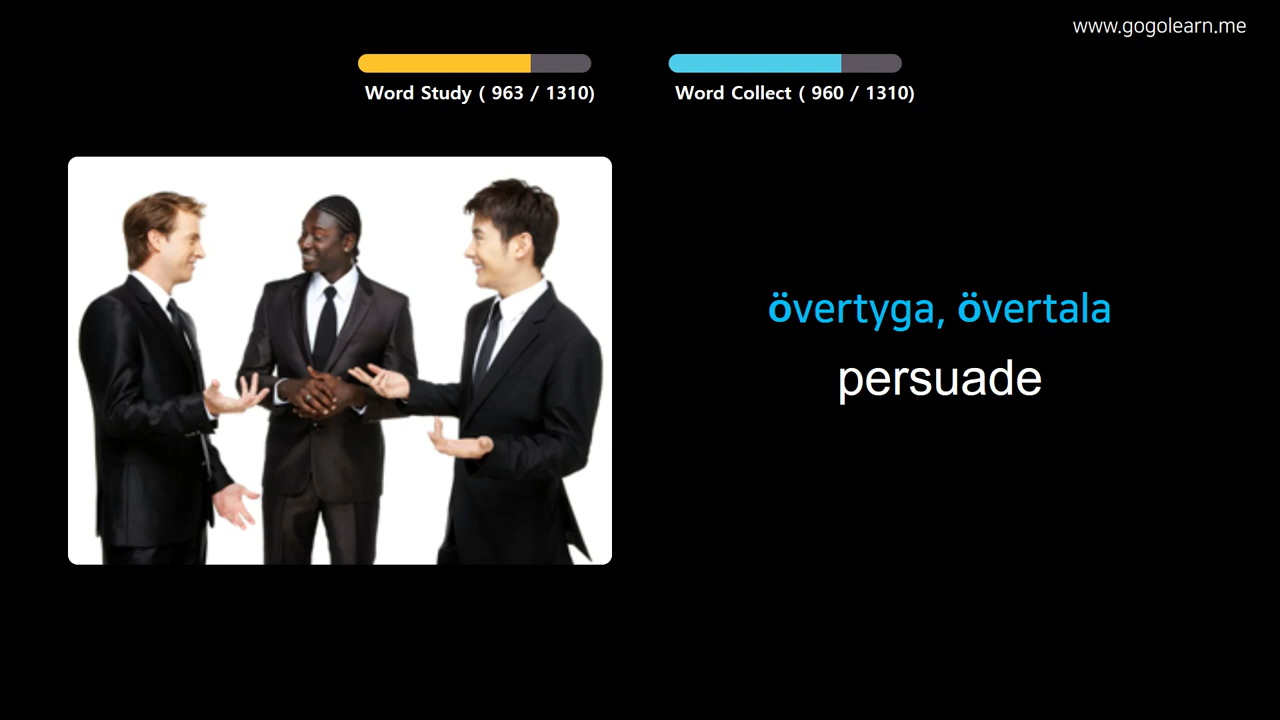 www.gogolearn.me
Word Study ( 963 / 1310)
Word Collect ( 960 / 1310)
övertyga, övertala
persuade